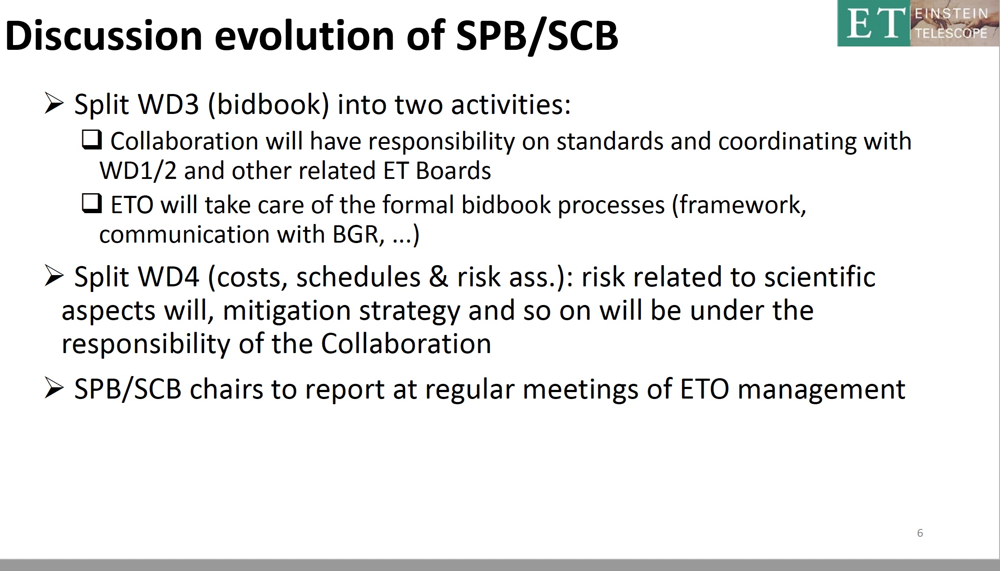 Discussion evolution of SPB/SCB
ET EINSTEIN
TELESCOPE
➢ Split WD3 (bidbook) into two activities:
❑ Collaboration will have responsibility on standards and coordinating with
WD1/2 and other related ET Boards
❑ ETO will take care of the formal bidbook processes (framework,
communication with BGR, ...)
➢ Split WD4 (costs, schedules & risk ass.): risk related to scientific
aspects will, mitigation strategy and so on will be under the
responsibility of the Collaboration
➢ SPB/SCB chairs to report at regular meetings of ETO management
6